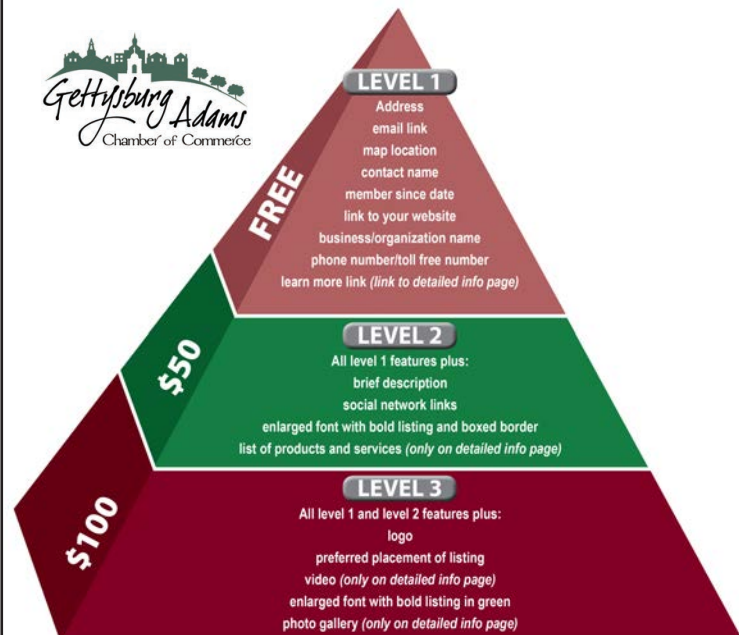 Gettysburg
Adams
Chamber of Commerce
LEVEL 1
Address
email link
map location
contact name
member since date
link to your website
business/organization name
phone number/toll free number
learn more link (link to detailed info page)
FREE
LEVEL 2
All level 1 features plus:
brief description
social network links
enlarged font with bold listing and boxed border
list of products and services (only on detailed info page)
$50
LEVEL 3
All level 1 and level 2 features plus:
logo
preferred placement of listing
video (only on detailed info page)
enlarged font with bold listing in green
photo gallery (only on detailed info page)
$100